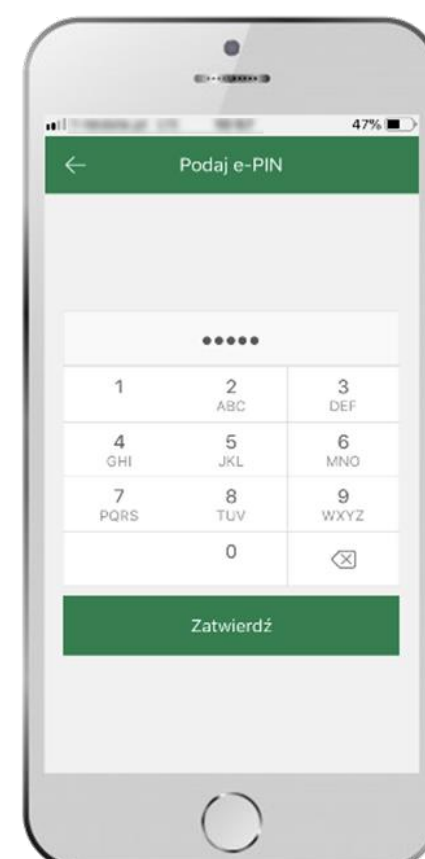 47%
Podaj e-PIN
•••••
1 2 3
ABC DEF
4 5 6
GHI JKL MNO
7 8 9
PQRS TUV WXYZ
0
Zatwierdź